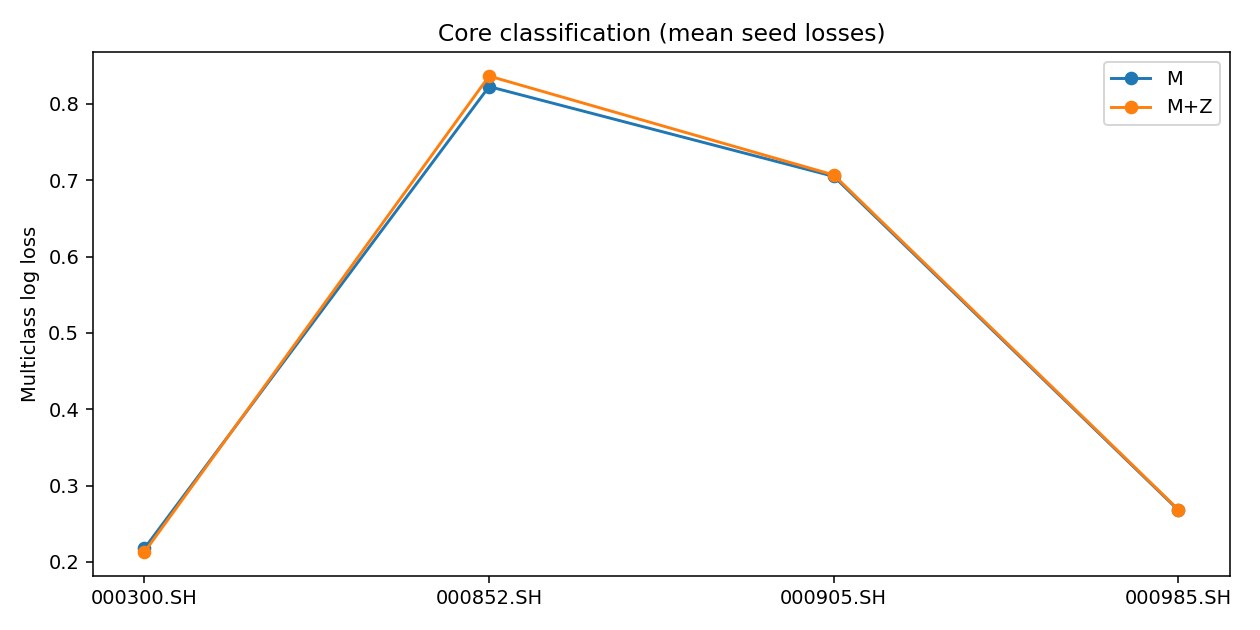 Core classification (mean seed losses)
M
M+Z
Multiclass log loss
0.8
0.7
0.6
0.5
0.4
0.3
0.2
000300.SH
000852.SH
000905.SH
000985.SH